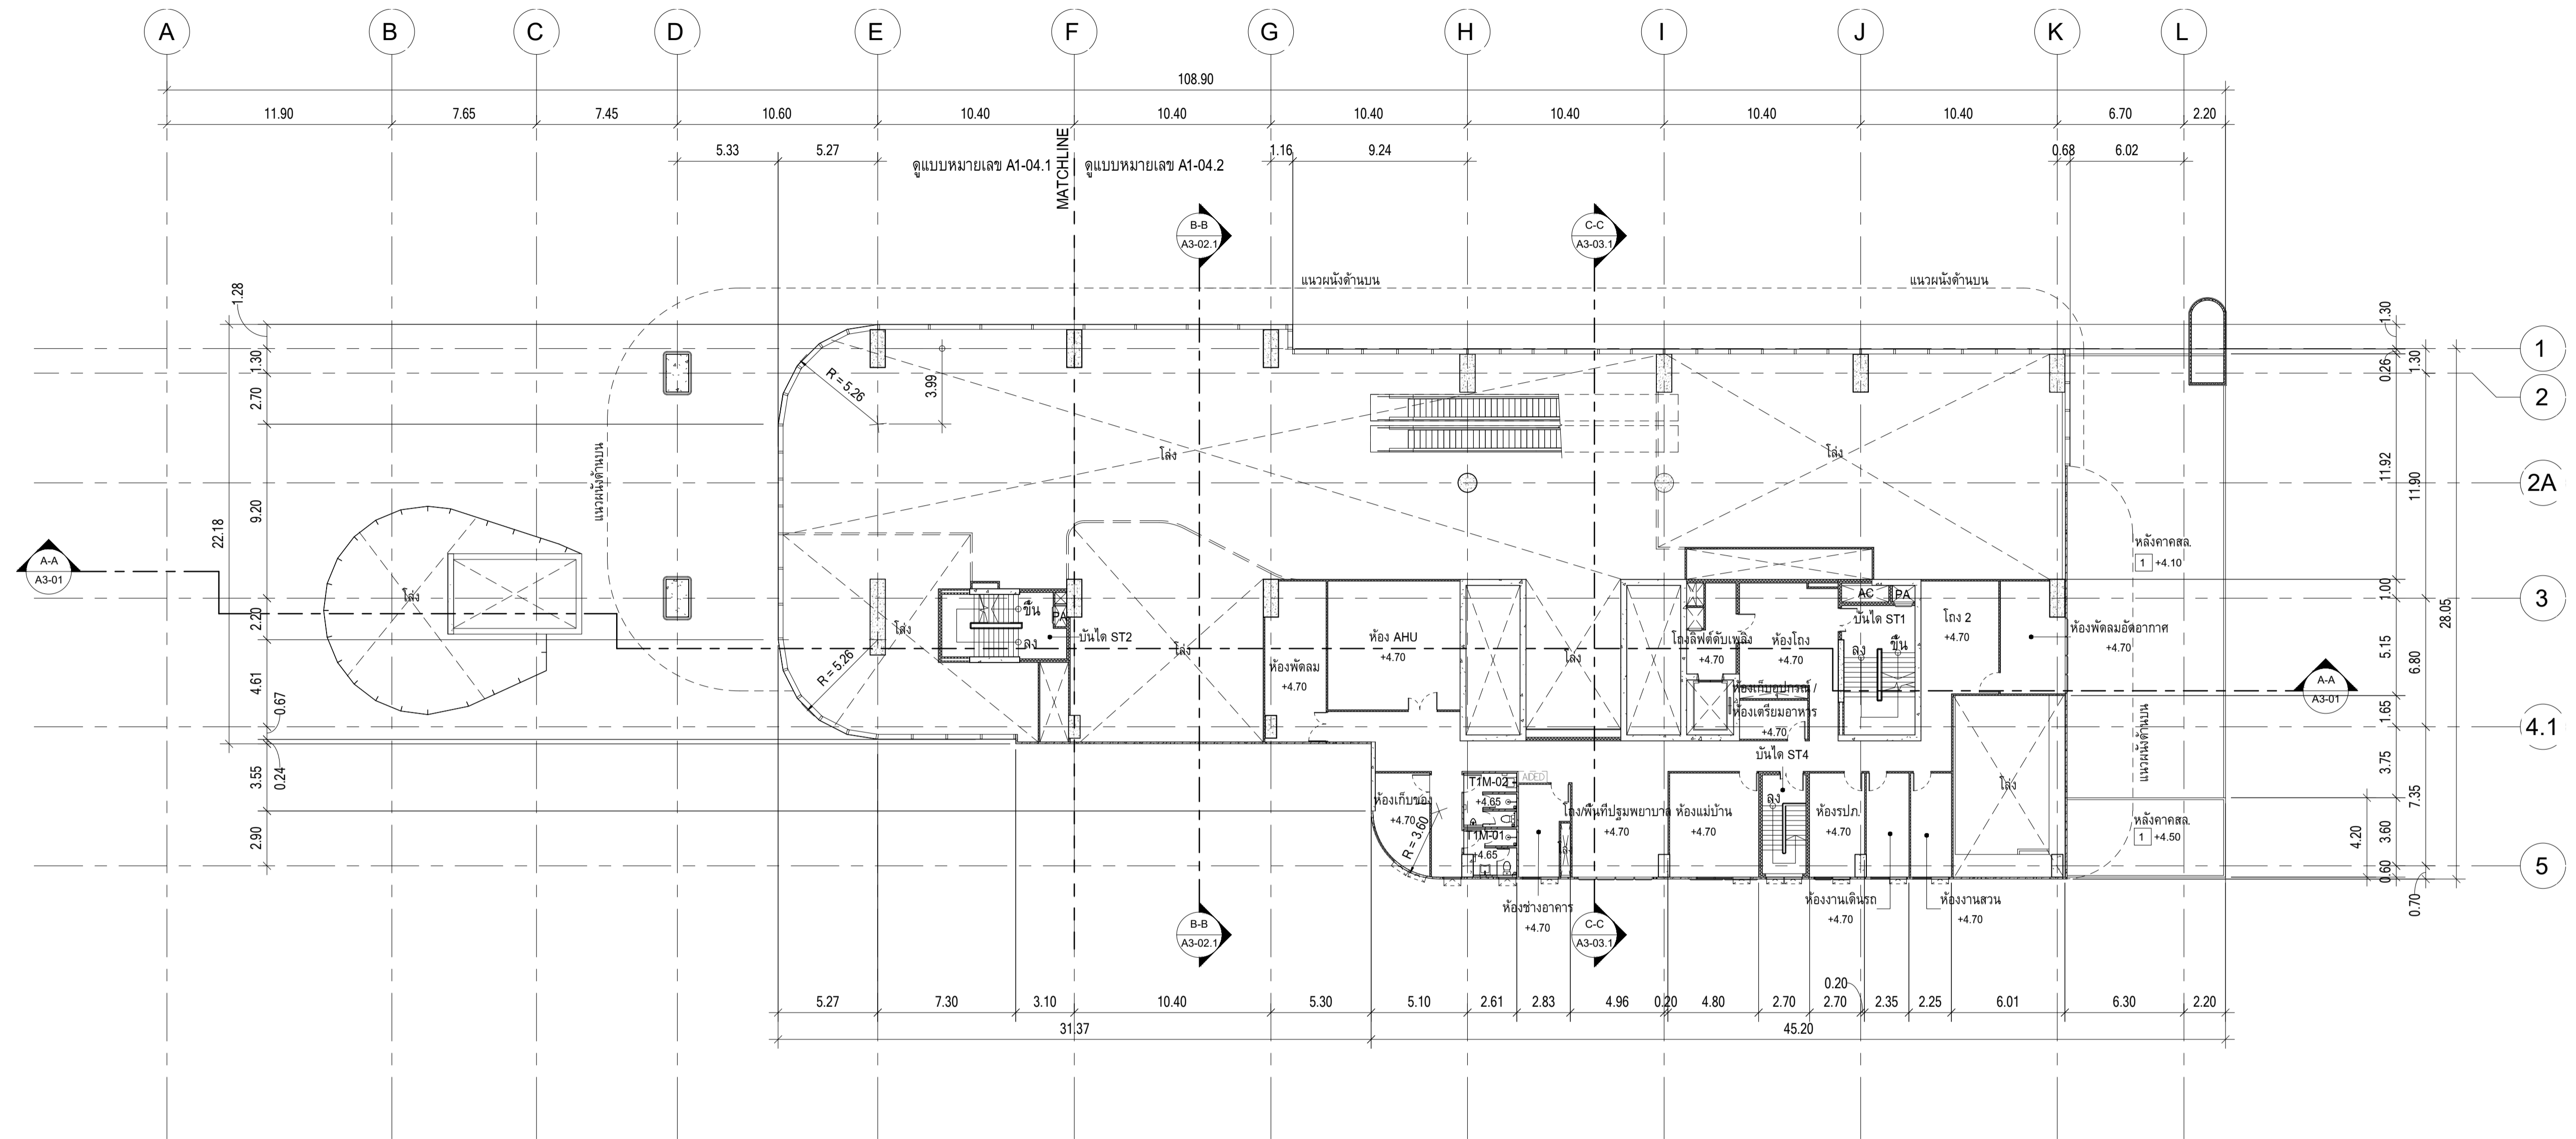 A B C D E F G H I J K L
108.90
11.90 7.65 7.45 10.60 10.40 10.40 10.40 10.40 10.40 10.40 6.70 2.20
5.33 5.27 1.16 9.24 0.68 6.02
MATCHLINE
ดูแบบหมายเลข A1-04.1
ดูแบบหมายเลข A1-04.2
B-B
A3-02.1
C-C
A3-03.1
แนวผนังด้านบน
แนวผนังด้านบน
1.28
1.30
2.70
9.20
22.18
2.20
4.61
0.67
0.24
3.55
2.90
R = 5.26
3.99
แนวผนังด้านบน
โล่ง
โล่ง
1.30
0.26
1.30
11.92
11.90
1.00
28.05
5.15
6.80
1.65
3.75
7.35
3.60
4.20
0.60
0.70
1
2
2A
3
4.1
5
A-A
A3-01
โล่ง
โล่ง
R = 5.26
ขึ้น
ลง
PA
บันได ST2
โล่ง
ห้องพัดลม
+4.70
ห้อง AHU
+4.70
โล่ง
โถงลิฟต์ดับเพลิง
+4.70
ห้องโถง
+4.70
ห้องเก็บอุปกรณ์ /
ห้องเตรียมอาหาร
+4.70
AC
PA
บันได ST1
ลง
ขึ้น
โถง 2
+4.70
ห้องพัดลมอัดอากาศ
+4.70
หลังคาคสล.
1 +4.10
A-A
A3-01
แนวผนังด้านบน
บันได ST4
ลง
ห้องเก็บของ
+4.70
R = 3.60
T1M-02
+4.65
T1M-01
+4.65
AED
โถง/พื้นที่ปฐมพยาบาล
+4.70
ห้องแม่บ้าน
+4.70
ห้องรปภ.
+4.70
โล่ง
หลังคาคสล.
1 +4.50
ห้องช่างอาคาร
+4.70
ห้องงานเดินรถ
+4.70
ห้องงานสวน
+4.70
B-B
A3-02.1
C-C
A3-03.1
0.20
5.27 7.30 3.10 10.40 5.30 5.10 2.61 2.83 4.96 0.20 4.80 2.70 2.70 2.35 2.25 6.01 6.30 2.20
31.37 45.20